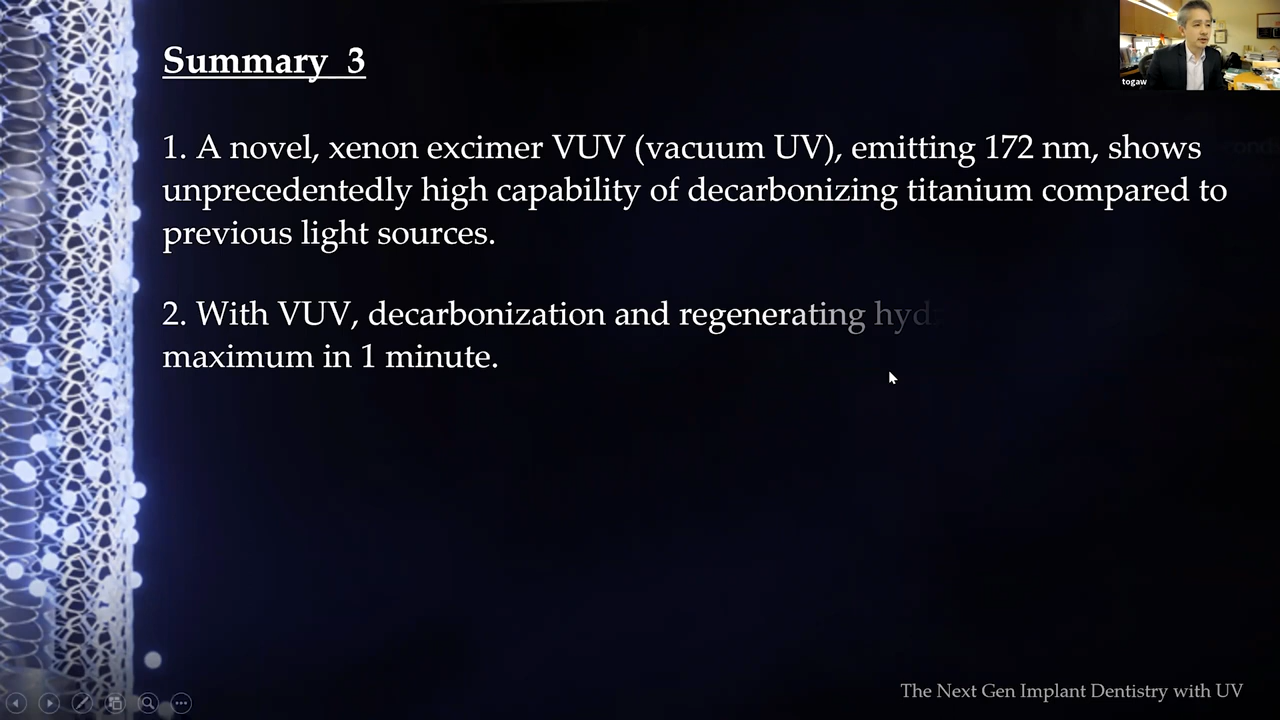 Summary 3
togaw
1. A novel, xenon excimer VUV (vacuum UV), emitting 172 nm, shows
unprecedentedly high capability of decarbonizing titanium compared to
previous light sources.
2. With VUV, decarbonization and regenerating
maximum in 1 minute.
The Next Gen Implant Dentistry with UV